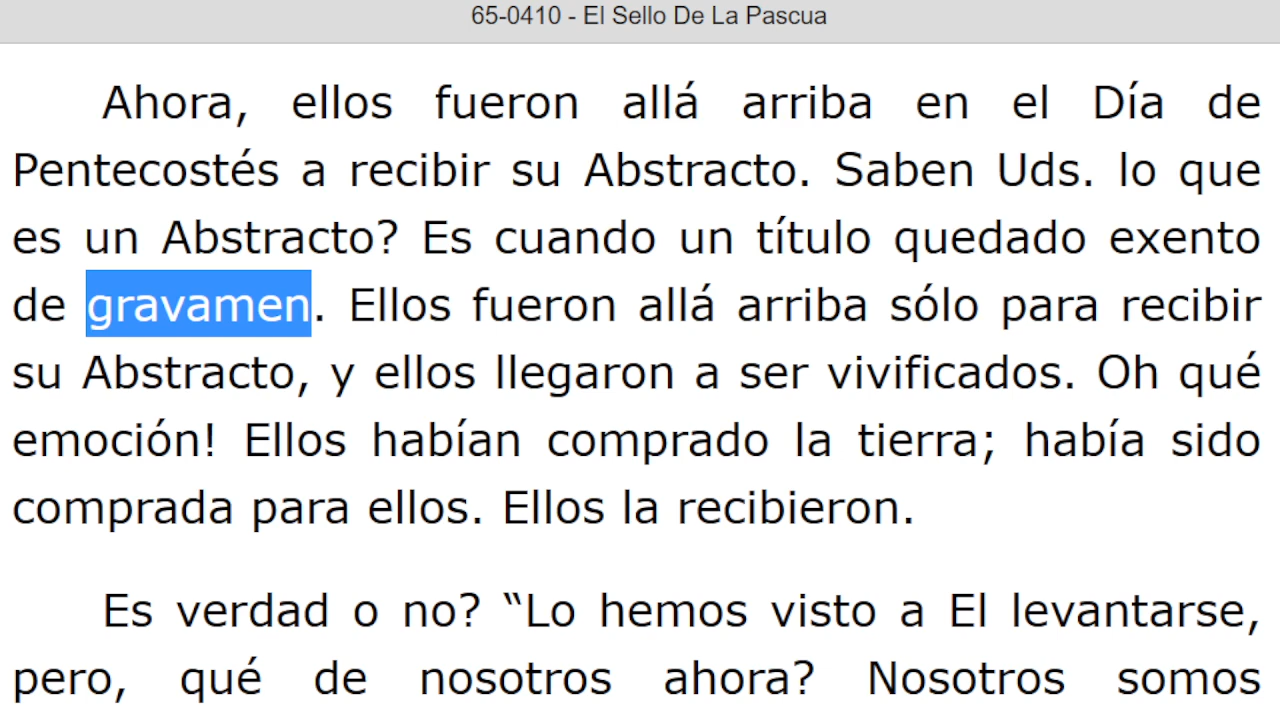 65-0410 - El Sello De La Pascua
Ahora, ellos fueron allá arriba en el Día de
Pentecostés a recibir su Abstracto. Saben Uds. lo que
es un Abstracto? Es cuando un título quedado exento
de gravamen. Ellos fueron allá arriba sólo para recibir
su Abstracto, y ellos llegaron a ser vivificados. Oh qué
emoción! Ellos habían comprado la tierra; había sido
comprada para ellos. Ellos la recibieron.
Es verdad o no? “Lo hemos visto a El levantarse,
pero, qué de nosotros ahora? Nosotros somos